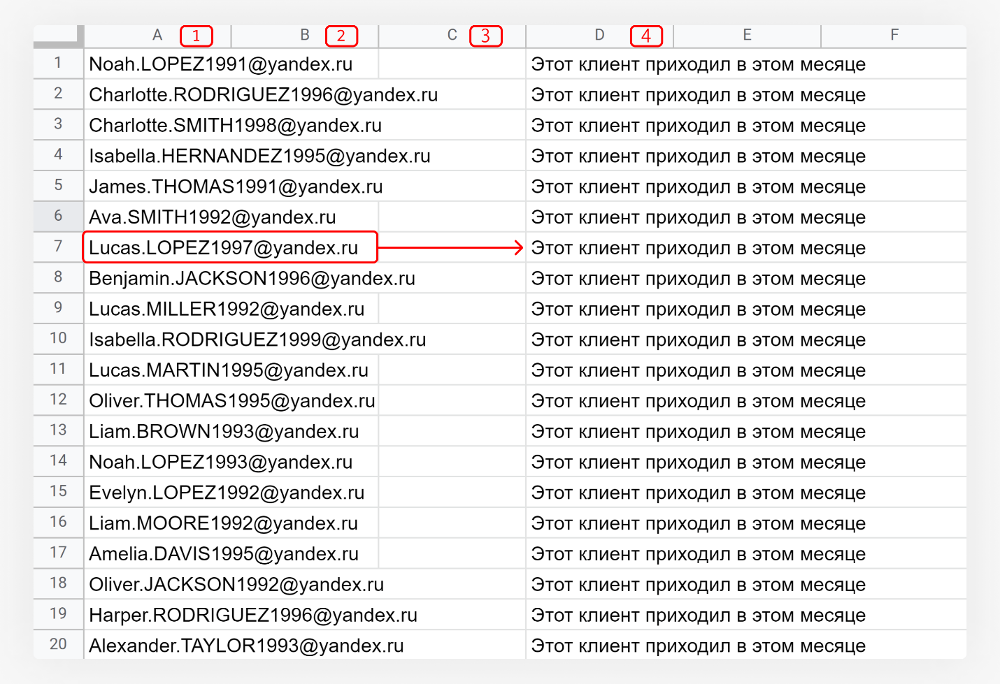 A 1 B 2 C 3 D 4 E F
1 Noah.LOPEZ1991@yandex.ru Этот клиент приходил в этом месяце
2 Charlotte.RODRIGUEZ1996@yandex.ru Этот клиент приходил в этом месяце
3 Charlotte.SMITH1998@yandex.ru Этот клиент приходил в этом месяце
4 Isabella.HERNANDEZ1995@yandex.ru Этот клиент приходил в этом месяце
5 James.THOMAS1991@yandex.ru Этот клиент приходил в этом месяце
6 Ava.SMITH1992@yandex.ru Этот клиент приходил в этом месяце
7 Lucas.LOPEZ1997@yandex.ru Этот клиент приходил в этом месяце
8 Benjamin.JACKSON1996@yandex.ru Этот клиент приходил в этом месяце
9 Lucas.MILLER1992@yandex.ru Этот клиент приходил в этом месяце
10 Isabella.RODRIGUEZ1999@yandex.ru Этот клиент приходил в этом месяце
11 Lucas.MARTIN1995@yandex.ru Этот клиент приходил в этом месяце
12 Oliver.THOMAS1995@yandex.ru Этот клиент приходил в этом месяце
13 Liam.BROWN1993@yandex.ru Этот клиент приходил в этом месяце
14 Noah.LOPEZ1993@yandex.ru Этот клиент приходил в этом месяце
15 Evelyn.LOPEZ1992@yandex.ru Этот клиент приходил в этом месяце
16 Liam.MOORE1992@yandex.ru Этот клиент приходил в этом месяце
17 Amelia.DAVIS1995@yandex.ru Этот клиент приходил в этом месяце
18 Oliver.JACKSON1992@yandex.ru Этот клиент приходил в этом месяце
19 Harper.RODRIGUEZ1996@yandex.ru Этот клиент приходил в этом месяце
20 Alexander.TAYLOR1993@yandex.ru Этот клиент приходил в этом месяце